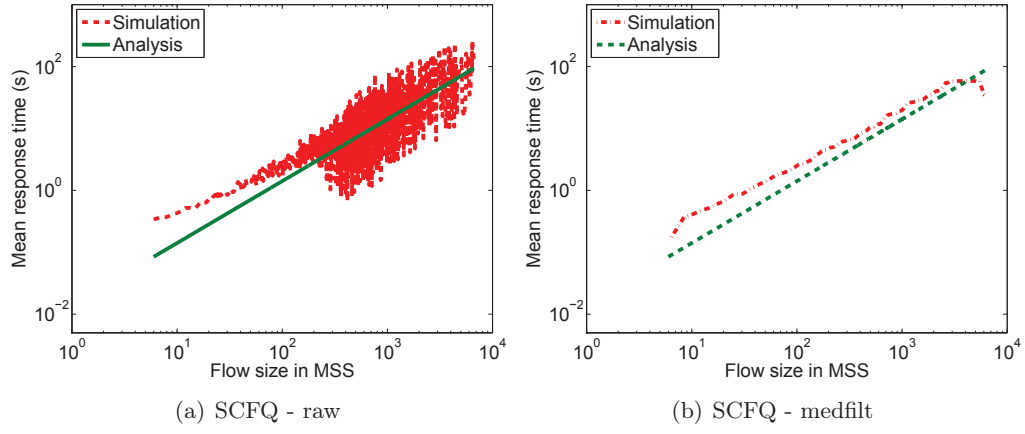 Simulation
Analysis
Mean response time (s)
10^2
10^0
10^-2
10^0 10^1 10^2 10^3 10^4
Flow size in MSS
(a) SCFQ - raw
Simulation
Analysis
Mean response time (s)
10^2
10^0
10^-2
10^0 10^1 10^2 10^3 10^4
Flow size in MSS
(b) SCFQ - medfilt